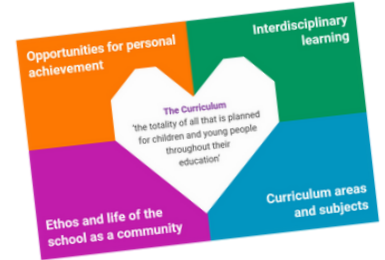 Opportunities for personal
achievement
Interdisciplinary
learning
The Curriculum
'the totality of all that is planned
for children and young people
throughout their
education'
Ethos and life of the
school as a community
Curriculum areas
and subjects